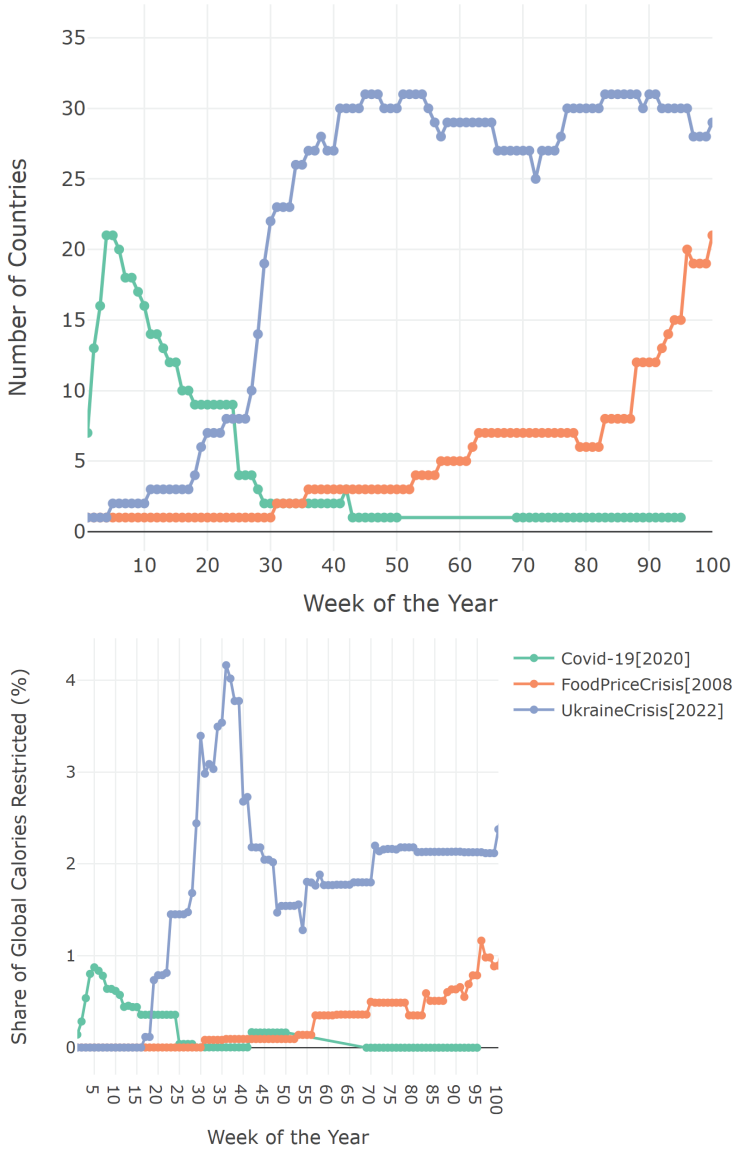 35
30
25
20
15
10
5
0
Number of Countries
10 20 30 40 50 60 70 80 90 100
Week of the Year
4
3
2
1
0
Share of Global Calories Restricted (%)
5 10 15 20 25 30 35 40 45 50 55 60 65 70 75 80 85 90 95 100
Week of the Year
Covid-19[2020]
FoodPriceCrisis[2008
UkraineCrisis[2022]